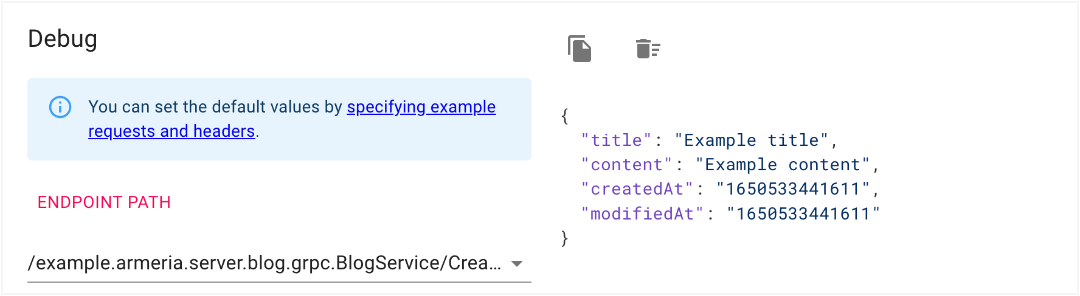 Debug
You can set the default values by specifying example
requests and headers.
ENDPOINT PATH
/example.armeria.server.blog.grpc.BlogService/Crea...
{
"title": "Example title",
"content": "Example content",
"createdAt": "1650533441611",
"modifiedAt": "1650533441611"
}